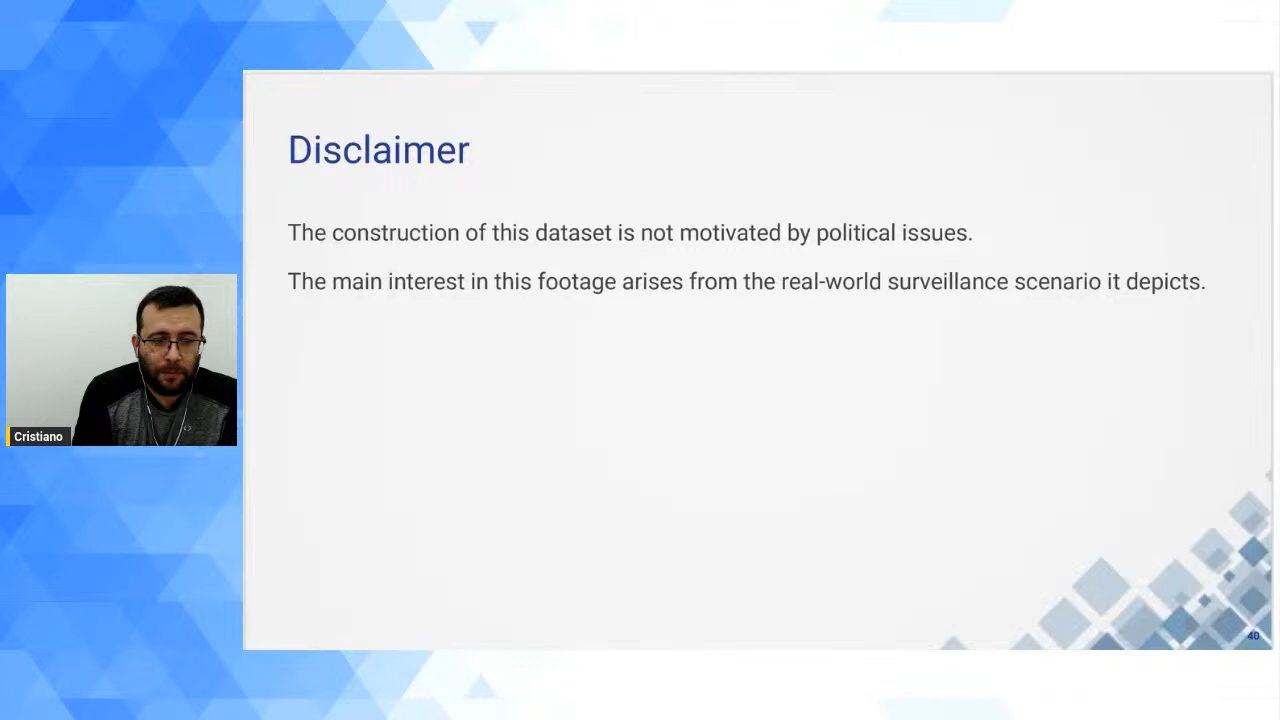 Disclaimer
The construction of this dataset is not motivated by political issues.
The main interest in this footage arises from the real-world surveillance scenario it depicts.
Cristiano
40